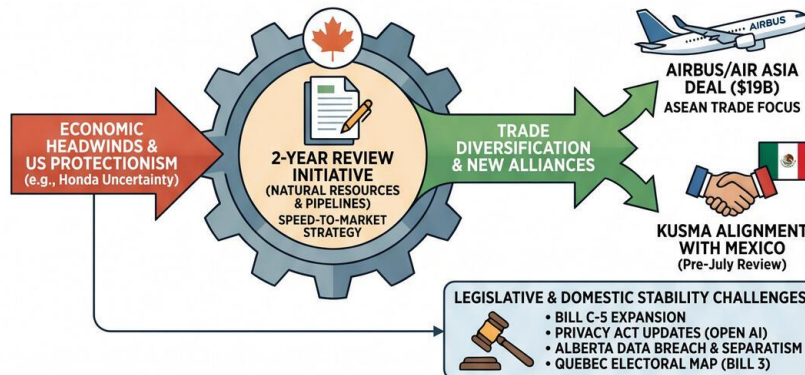 ECONOMIC
HEADWINDS &
US PROTECTIONISM
(e.g., Honda Uncertainty)
2-YEAR REVIEW
INITIATIVE
(NATURAL RESOURCES
& PIPELINES)
SPEED-TO-MARKET
STRATEGY
TRADE
DIVERSIFICATION
& NEW ALLIANCES
AIRBUS
AIRBUS/AIR ASIA
DEAL ($19B)
ASEAN TRADE FOCUS
KUSMA ALIGNMENT
WITH MEXICO
(Pre-July Review)
LEGISLATIVE & DOMESTIC STABILITY CHALLENGES
• BILL C-5 EXPANSION
• PRIVACY ACT UPDATES (OPEN AI)
• ALBERTA DATA BREACH & SEPARATISM
• QUEBEC ELECTORAL MAP (BILL 3)